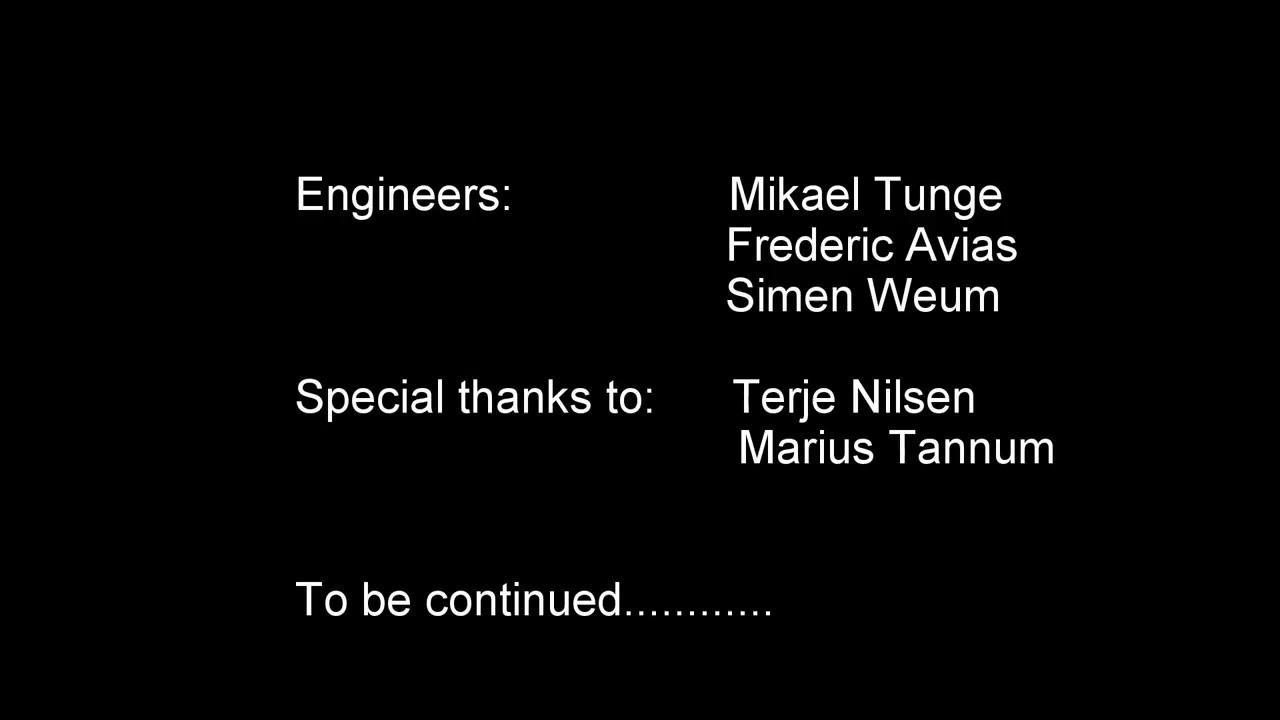 Engineers: Mikael Tunge
Frederic Avias
Simen Weum
Special thanks to: Terje Nilsen
Marius Tannum
To be continued............